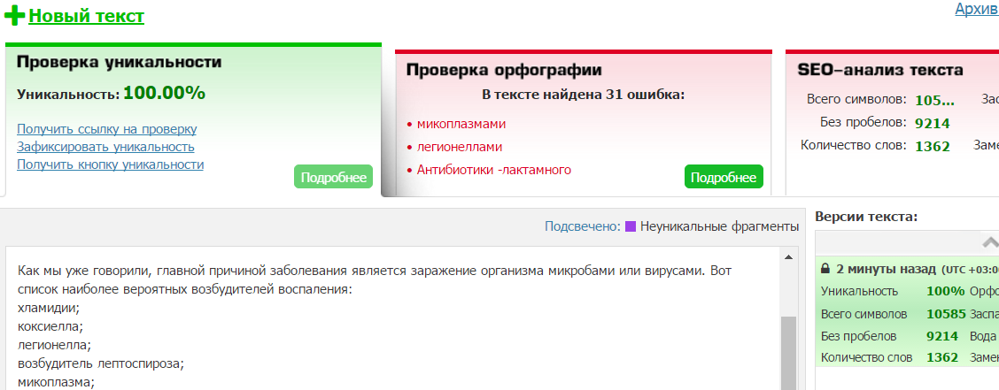 Новый текст
Архив
Проверка уникальности
Уникальность: 100.00%
Получить ссылку на проверку
Зафиксировать уникальность
Получить кнопку уникальности
Подробнее
Проверка орфографии
В тексте найдена 31 ошибка:
• микоплазмами
• легионеллами
• Антибиотики -лактамного
Подробнее
SEO-анализ текста
Всего символов: 105...
Без пробелов: 9214
Количество слов: 1362
Подсвечено: Неуникальные фрагменты
Как мы уже говорили, главной причиной заболевания является заражение организма микробами или вирусами. Вот
список наиболее вероятных возбудителей воспаления:
хламидии;
коксиелла;
легионелла;
возбудитель лептоспироза;
микоплазма;
Версии текста:
2 минуты назад (UTC +03:0
Уникальность 100% Орфо
Всего символов 10585 Заспа
Без пробелов 9214 Вода
Количество слов 1362 Замен